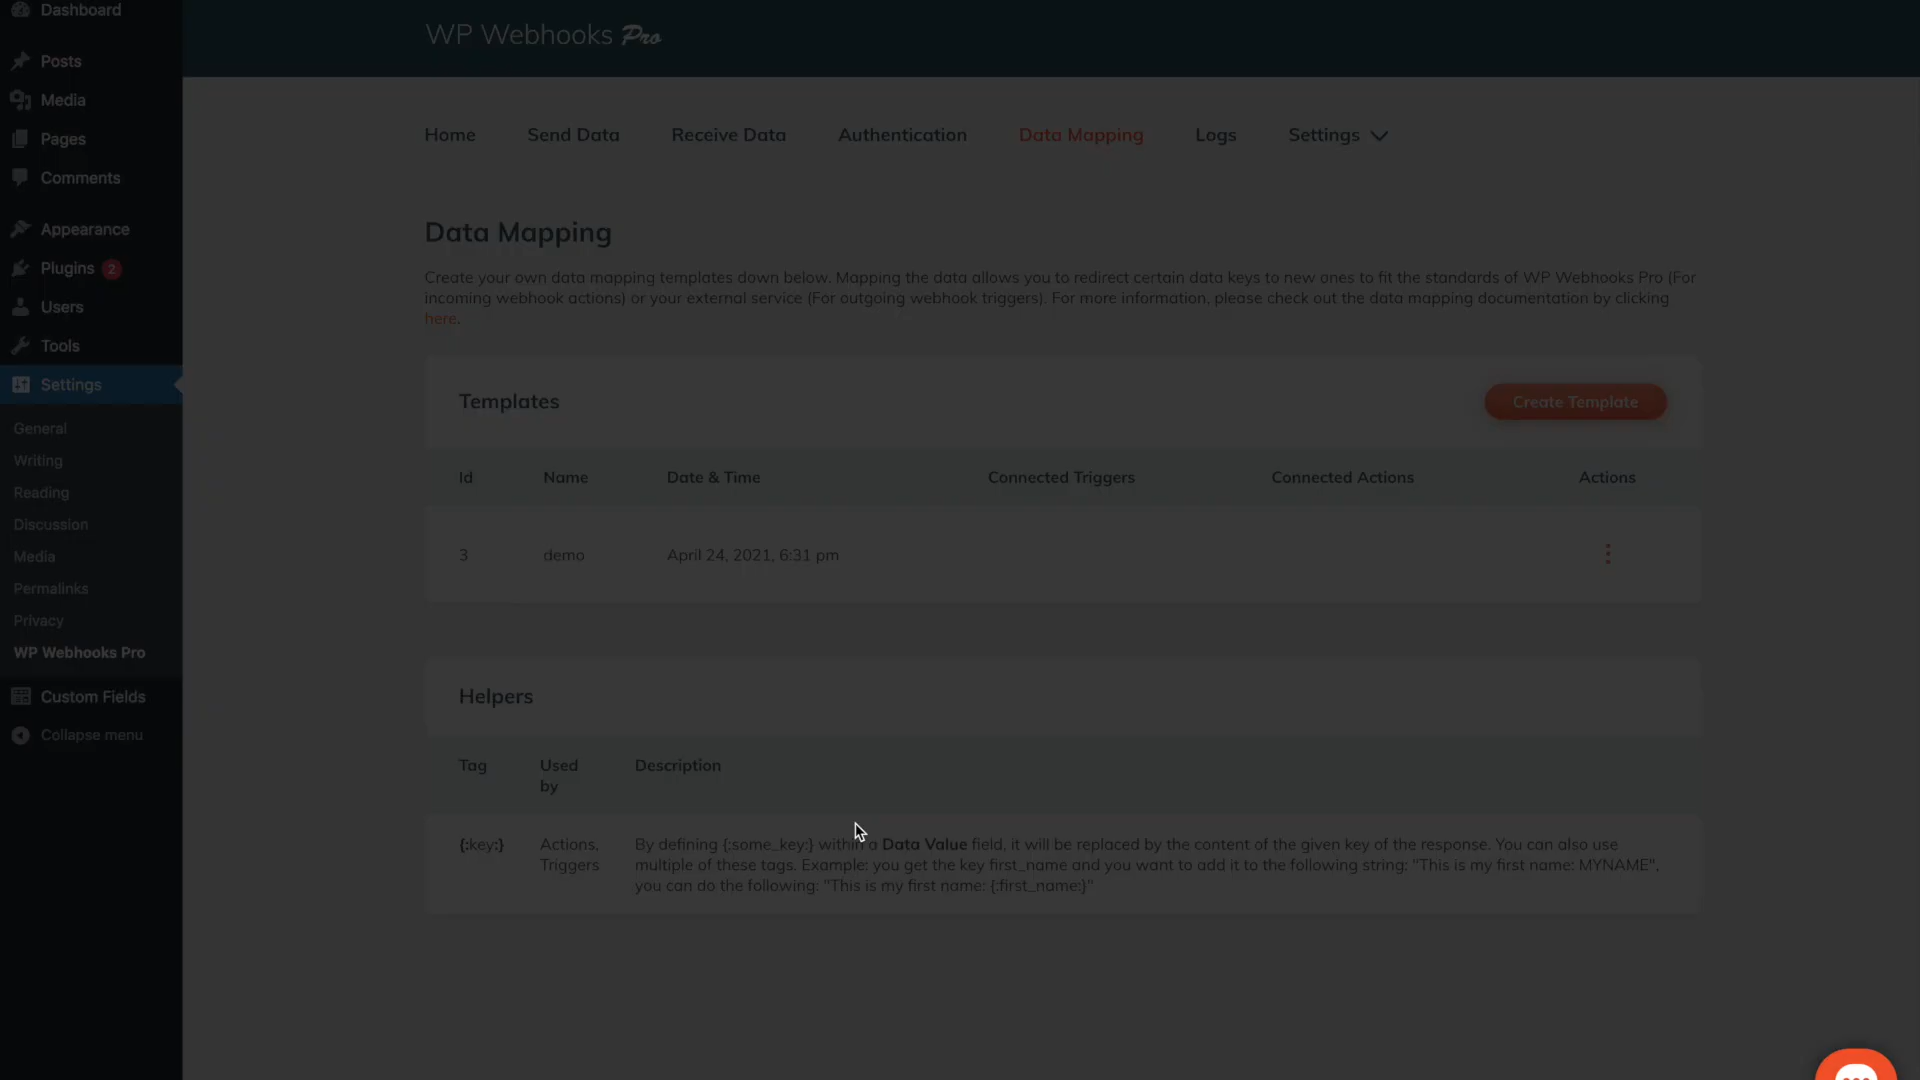 Dashboard
WP Webhooks Pro
Posts
Media
Pages
Comments
Appearance
Plugins 2
Users
Tools
Settings
General
Writing
Reading
Discussion
Media
Permalinks
Privacy
WP Webhooks Pro
Custom Fields
Collapse menu
Home Send Data Receive Data Authentication Data Mapping Logs Settings
Data Mapping
Create your own data mapping templates down below. Mapping the data allows you to redirect certain data keys to new ones to fit the standards of WP Webhooks Pro (For
incoming webhook actions) or your external service (For outgoing webhook triggers). For more information, please check out the data mapping documentation by clicking
here.
Templates
Create Template
Id Name Date & Time Connected Triggers Connected Actions Actions
3 demo April 24, 2021, 6:31 pm
Helpers
Tag Used by Description
{:key:} Actions, Triggers
By defining {:some_key:} within a Data Value field, it will be replaced by the content of the given key of the response. You can also use
multiple of these tags. Example: you get the key first_name and you want to add it to the following string: "This is my first name: MYNAME",
you can do the following: "This is my first name: {:first_name:}"